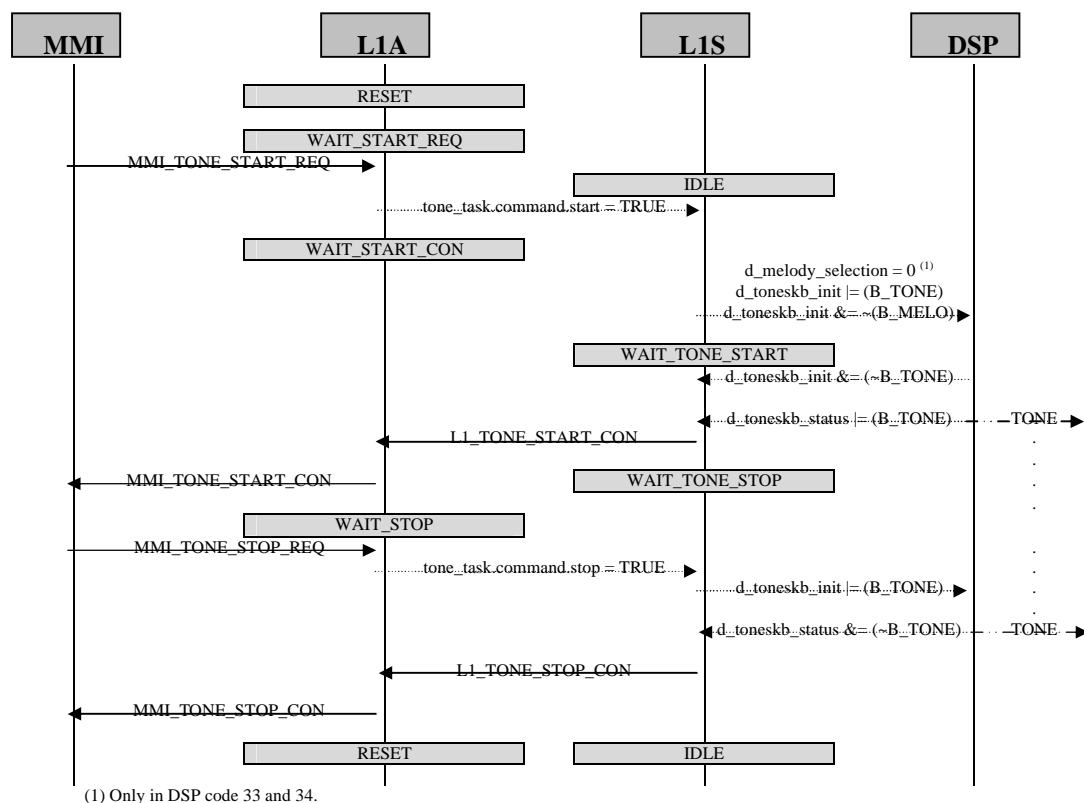 MMI
L1A
L1S
DSP
RESET
WAIT_START_REQ
MMI_TONE_START_REQ
IDLE
tone_task.command.start = TRUE
WAIT_START_CON
d_melody_selection = 0 (1)
d_toneskb_init |= (B_TONE)
d_toneskb_init &= ~(B_MELO)
WAIT_TONE_START
d_toneskb_init &= (~B_TONE)
d_toneskb_status |= (B_TONE)
TONE
L1_TONE_START_CON
MMI_TONE_START_CON
WAIT_TONE_STOP
WAIT_STOP
MMI_TONE_STOP_REQ
tone_task.command.stop = TRUE
d_toneskb_init |= (B_TONE)
d_toneskb_status &= (~B_TONE)
TONE
L1_TONE_STOP_CON
MMI_TONE_STOP_CON
RESET
IDLE
(1) Only in DSP code 33 and 34.